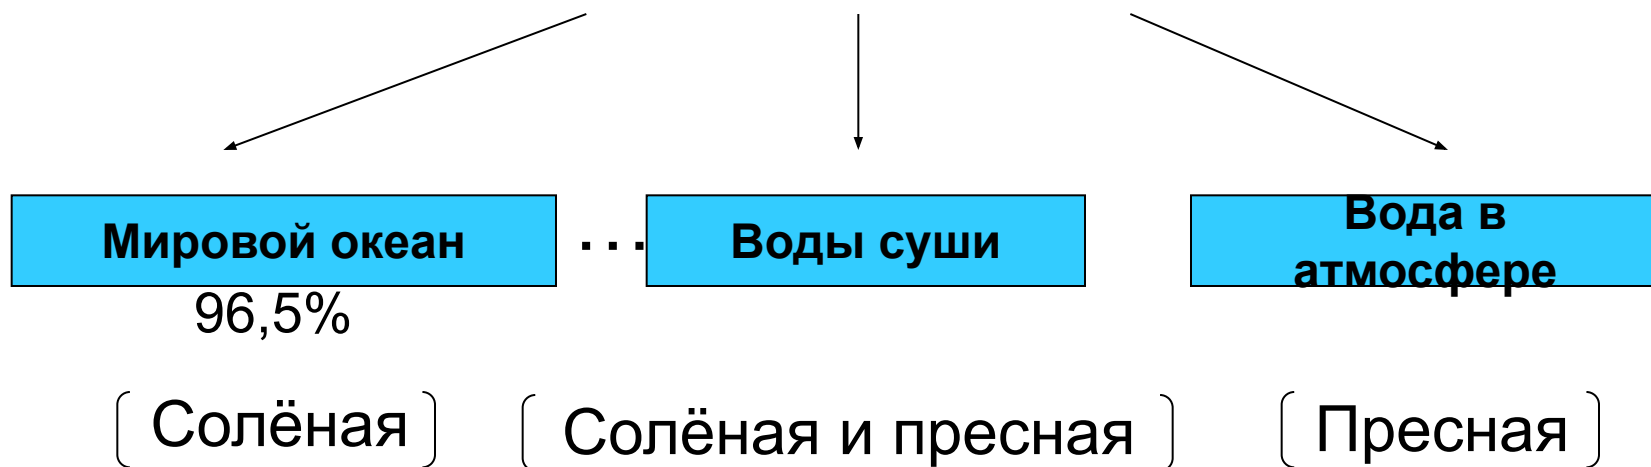 Мировой океан
...
Воды суши
Вода в
атмосфере
96,5%
Солёная
Солёная и пресная
Пресная